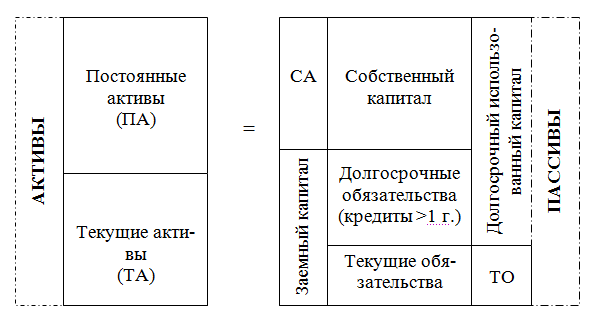 АКТИВЫ
Постоянные
активы
(ПА)
Текущие акти-
вы
(ТА)
=
СА
Собственный
капитал
Заемный капитал
Долгосрочные
обязательства
(кредиты >1 г.)
Текущие обя-
зательства
Долгосрочный использо-
ванный капитал
ТО
ПАССИВЫ